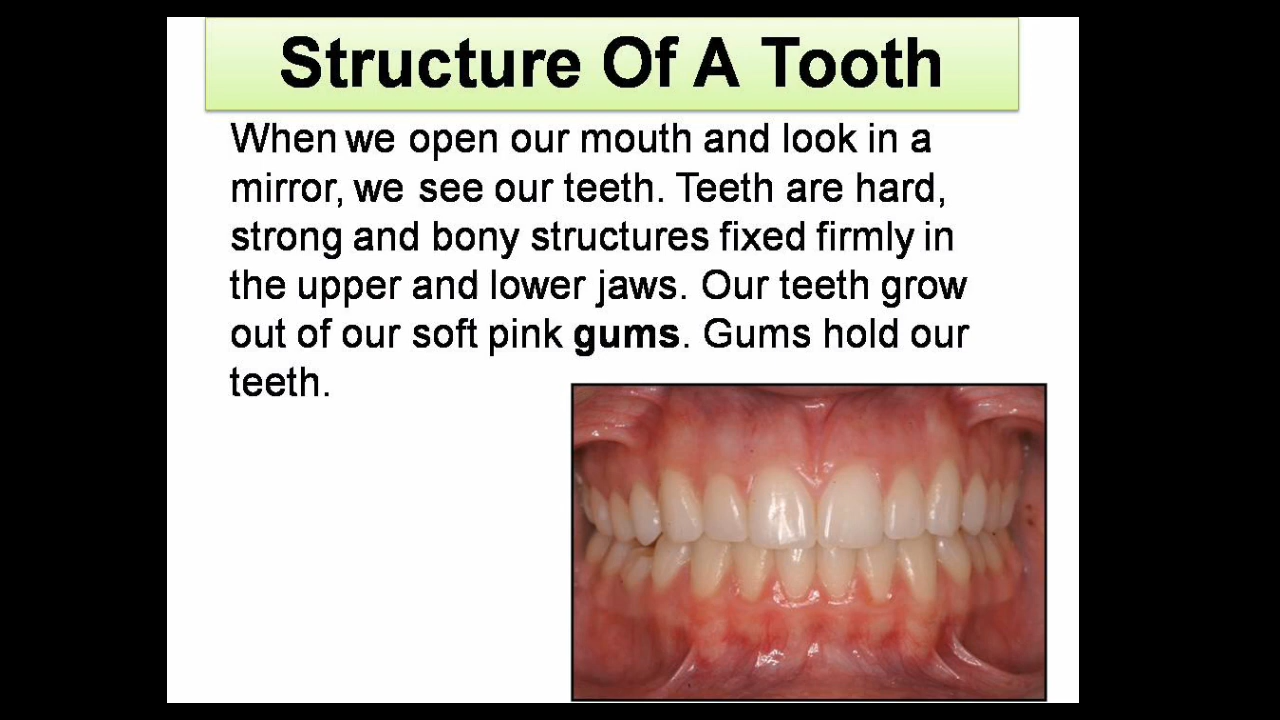 Structure Of A Tooth
When we open our mouth and look in a
mirror, we see our teeth. Teeth are hard,
strong and bony structures fixed firmly in
the upper and lower jaws. Our teeth grow
out of our soft pink gums. Gums hold our
teeth.